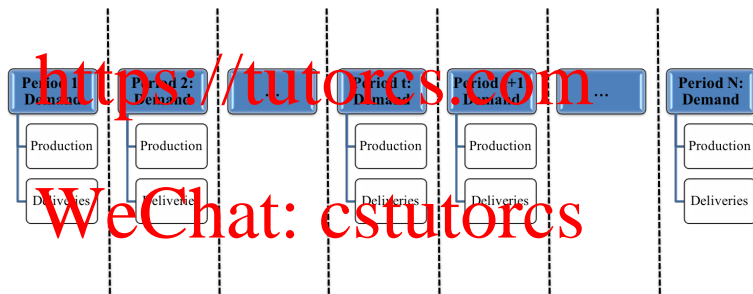 Period 1: Demand
Period 2: Demand
...
Period t: Demand
Period t+1: Demand
...
Period N: Demand
Production
Production
Production
Production
Production
Deliveries
Deliveries
Deliveries
Deliveries
Deliveries
https://tutorcs.com
WeChat: cstutorcs